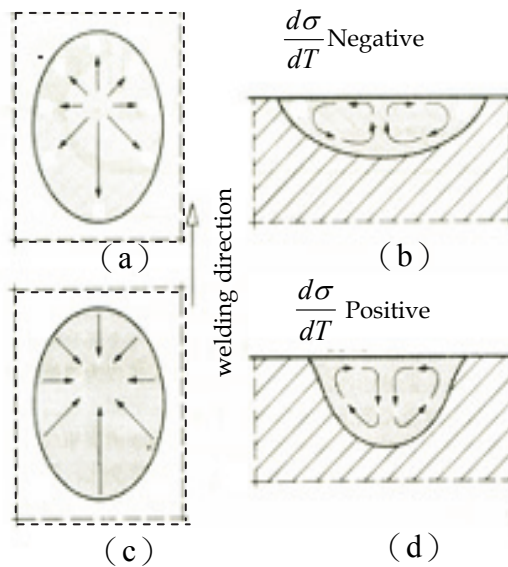 dσ/dT Negative
(a)
(b)
welding direction
dσ/dT Positive
(c)
(d)